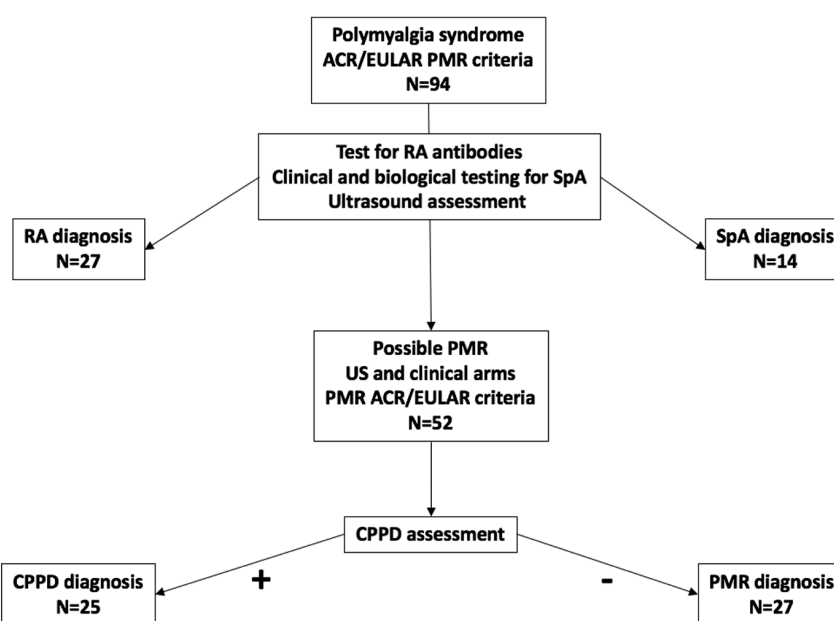 Polymyalgia syndrome
ACR/EULAR PMR criteria
N=94
Test for RA antibodies
Clinical and biological testing for SpA
Ultrasound assessment
RA diagnosis
N=27
SpA diagnosis
N=14
Possible PMR
US and clinical arms
PMR ACR/EULAR criteria
N=52
CPPD assessment
CPPD diagnosis
N=25
+
-
PMR diagnosis
N=27